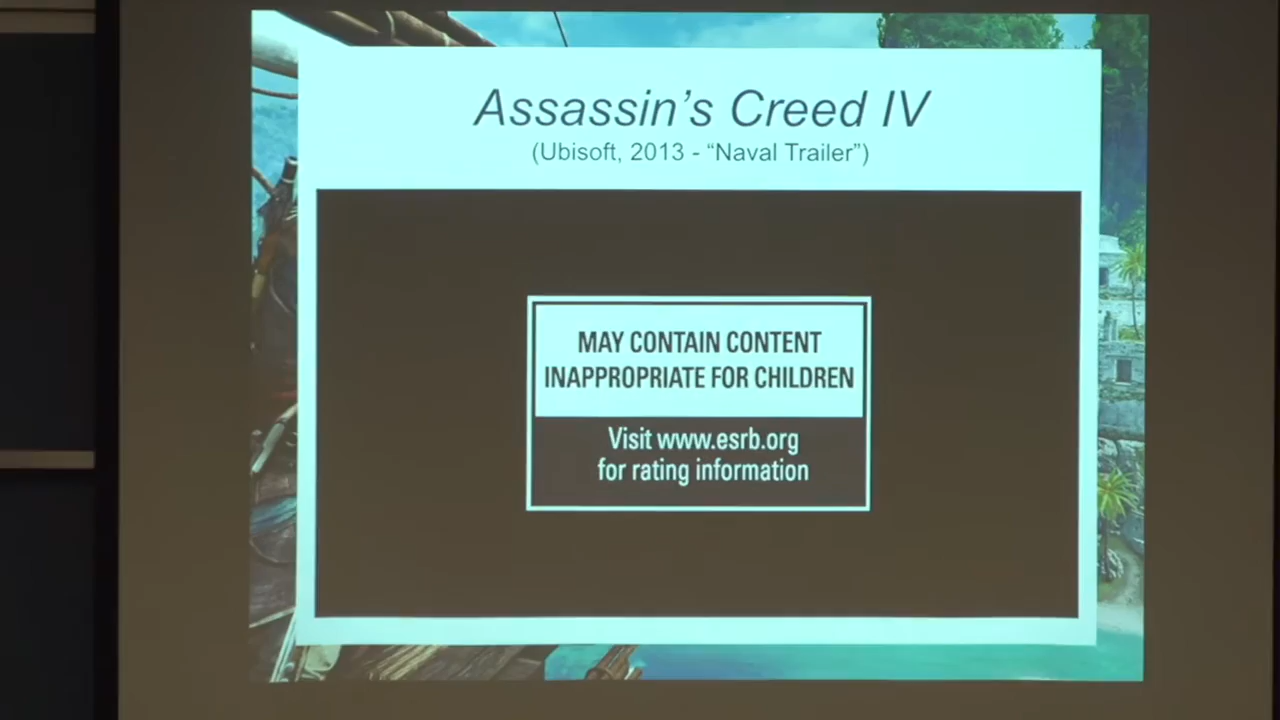 Assassin's Creed IV
(Ubisoft, 2013 - “Naval Trailer”)
MAY CONTAIN CONTENT
INAPPROPRIATE FOR CHILDREN
Visit www.esrb.org
for rating information